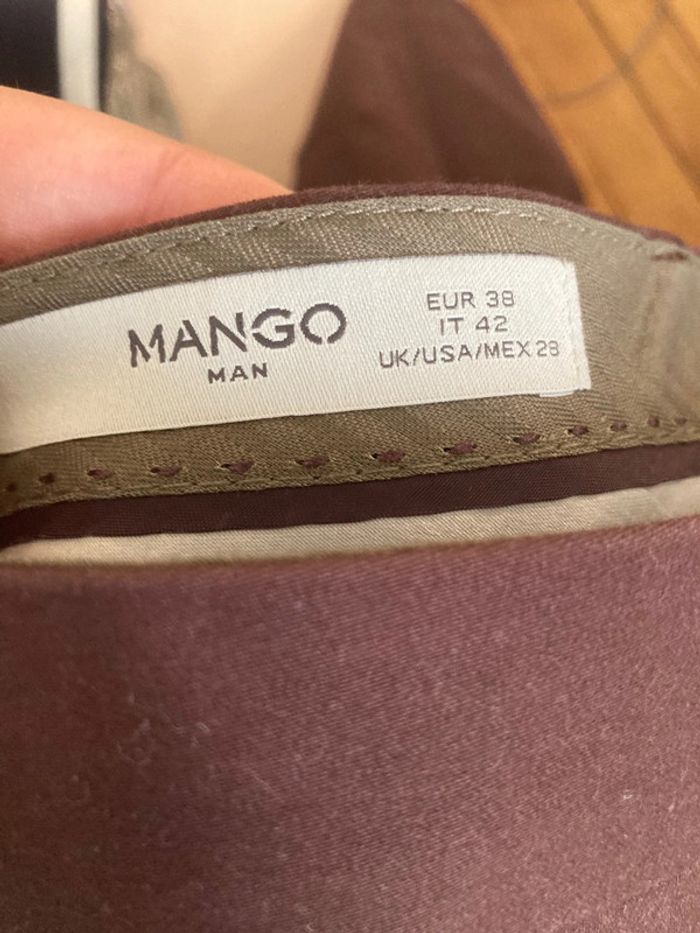 MANGO
MAN
EUR 38
IT 42
UK/USA/MEX 28